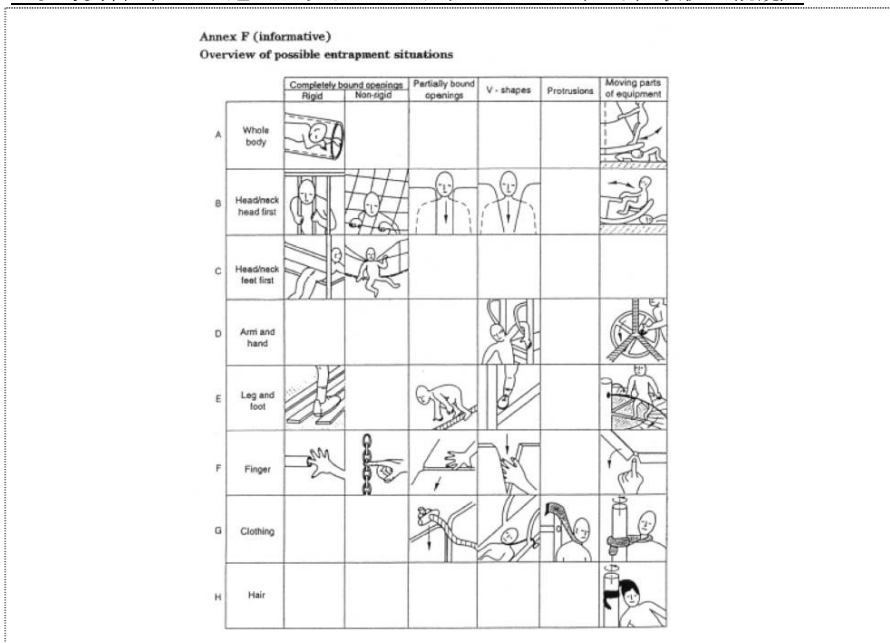 Annex F (informative)
Overview of possible entrapment situations
Completely bound openings
Rigid
Non-rigid
Partially bound
openings
V - shapes
Protrusions
Moving parts
of equipment
A
Whole
body
B
Head/neck
head first
C
Head/neck
feet first
D
Arm and
hand
E
Leg and
foot
F
Finger
G
Clothing
H
Hair